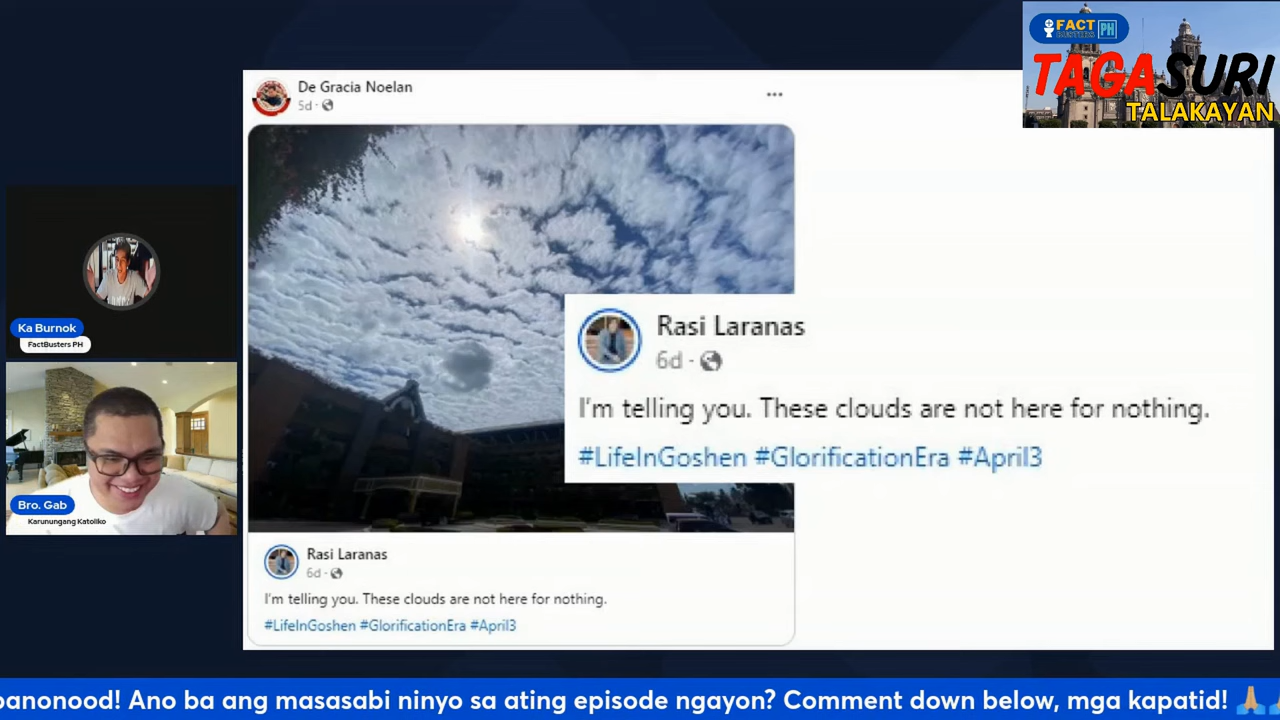 FACT
BUSTERS PH
TAGASURI
TALAKAYAN
De Gracia Noelan
5d ·
Rasi Laranas
6d ·
I'm telling you. These clouds are not here for nothing.
#LifeInGoshen #GlorificationEra #April3
Rasi Laranas
6d ·
I'm telling you. These clouds are not here for nothing.
#LifeInGoshen #GlorificationEra #April3
Ka Burnok
FactBusters PH
Bro. Gab
Karunungang Katoliko
panonood! Ano ba ang masasabi ninyo sa ating episode ngayon? Comment down below, mga kapatid! 🙏